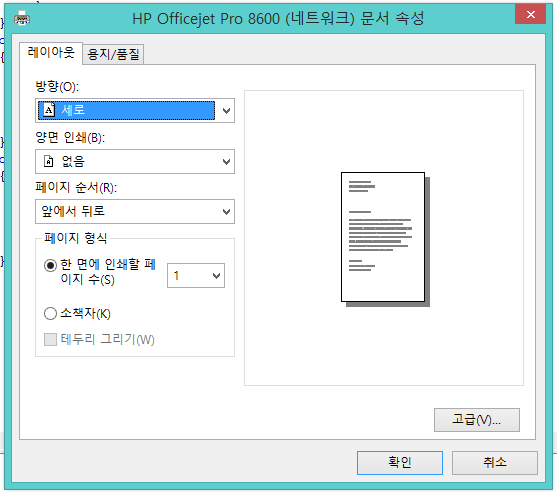 HP Officejet Pro 8600 (네트워크) 문서 속성
레이아웃
용지/품질
방향(O):
세로
양면 인쇄(B):
없음
페이지 순서(R):
앞에서 뒤로
페이지 형식
한 면에 인쇄할 페
이지 수(S)
1
소책자(K)
테두리 그리기(W)
고급(V)...
확인
취소